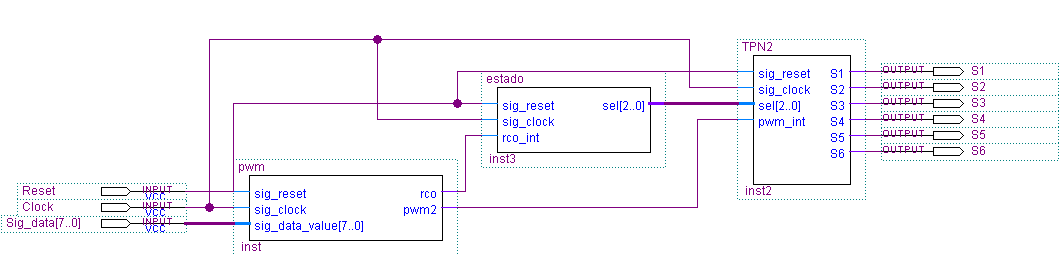 TPN2
sig_reset S1 OUTPUT S1
sig_clock S2 OUTPUT S2
sel[2..0] S3 OUTPUT S3
pwm_int S4 OUTPUT S4
S5 OUTPUT S5
S6 OUTPUT S6
inst2
estado
sig_reset sel[2..0]
sig_clock
rco_int
inst3
pwm
Reset INPUT VCC sig_reset rco
Clock INPUT VCC sig_clock pwm2
Sig_data[7..0] INPUT VCC sig_data_value[7..0]
inst